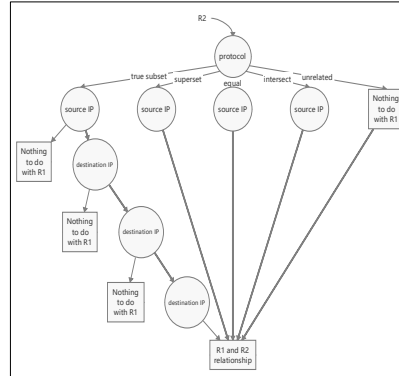 R2
protocol
true subset
superset
equal
intersect
unrelated
source IP
source IP
source IP
source IP
Nothing
to do
with R1
Nothing
to do
with R1
destination IP
Nothing
to do
with R1
destination IP
Nothing
to do
with R1
destination IP
R1 and R2
relationship